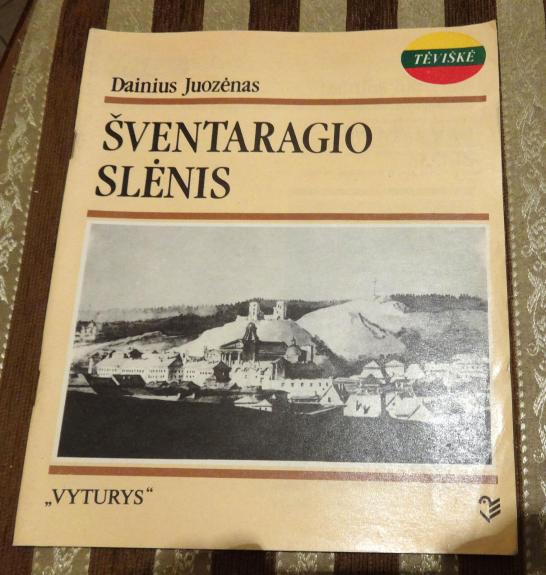 TĖVIŠKĖ
Dainius Juozėnas
ŠVENTARAGIO
SLĖNIS
„VYTURYS“